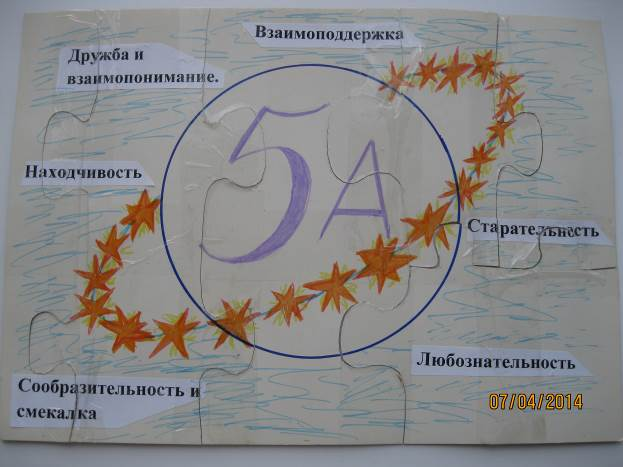 Взаимоподдержка
Дружба и
взаимопонимание.
5А
Находчивость
Старательность
Любознательность
Сообразительность и
смекалка
07/04/2014